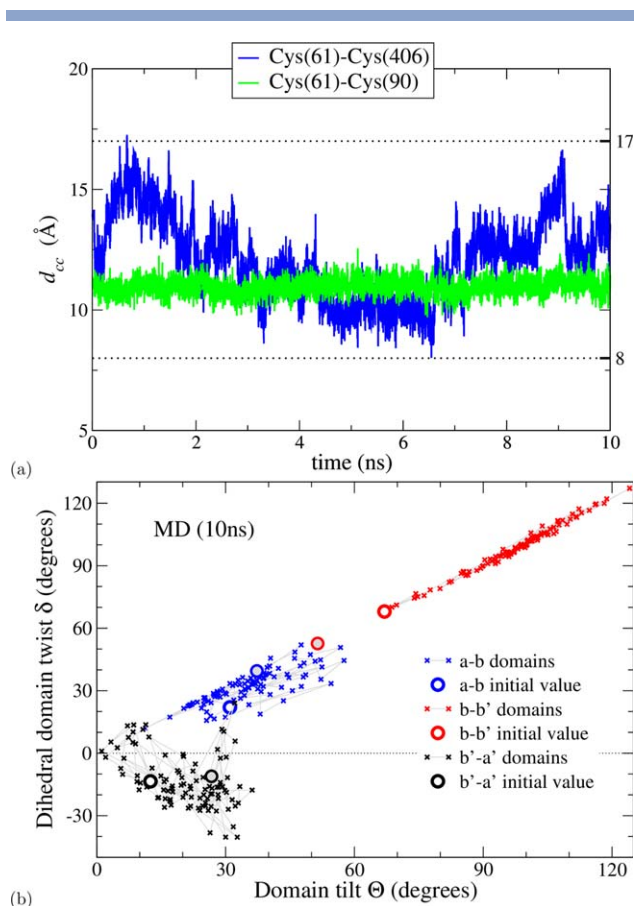 Cys(61)-Cys(406)
Cys(61)-Cys(90)
20
15
10
5
d_cc (Å)
17
8
0 2 4 6 8 10
time (ns)
(a)
MD (10ns)
120
90
60
30
0
-30
Dihedral domain twist δ (degrees)
a-b domains
a-b initial value
b-b' domains
b-b' initial value
b'-a' domains
b'-a' initial value
0 30 60 90 120
Domain tilt Θ (degrees)
(b)